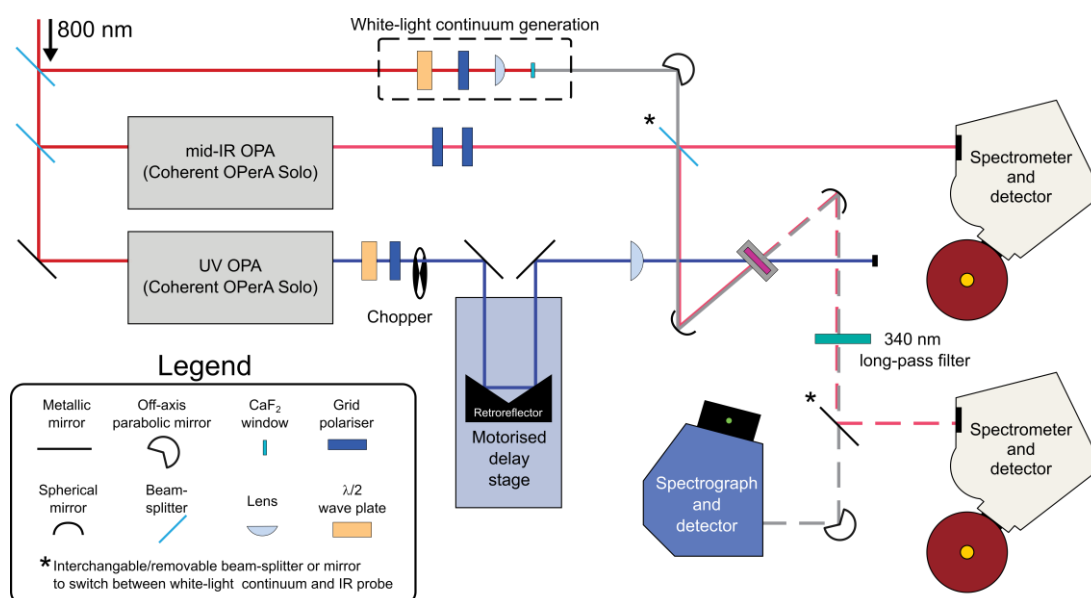 800 nm
White-light continuum generation
*
mid-IR OPA
(Coherent OPerA Solo)
Spectrometer
and
detector
UV OPA
(Coherent OPerA Solo)
Chopper
340 nm
long-pass filter
Retroreflector
Motorised
delay
stage
*
Spectrograph
and
detector
Spectrometer
and
detector
Legend
Metallic
mirror
Off-axis
parabolic mirror
CaF₂
window
Grid
polariser
Spherical
mirror
Beam-
splitter
Lens
λ/2
wave plate
* Interchangable/removable beam-splitter or mirror
to switch between white-light continuum and IR probe